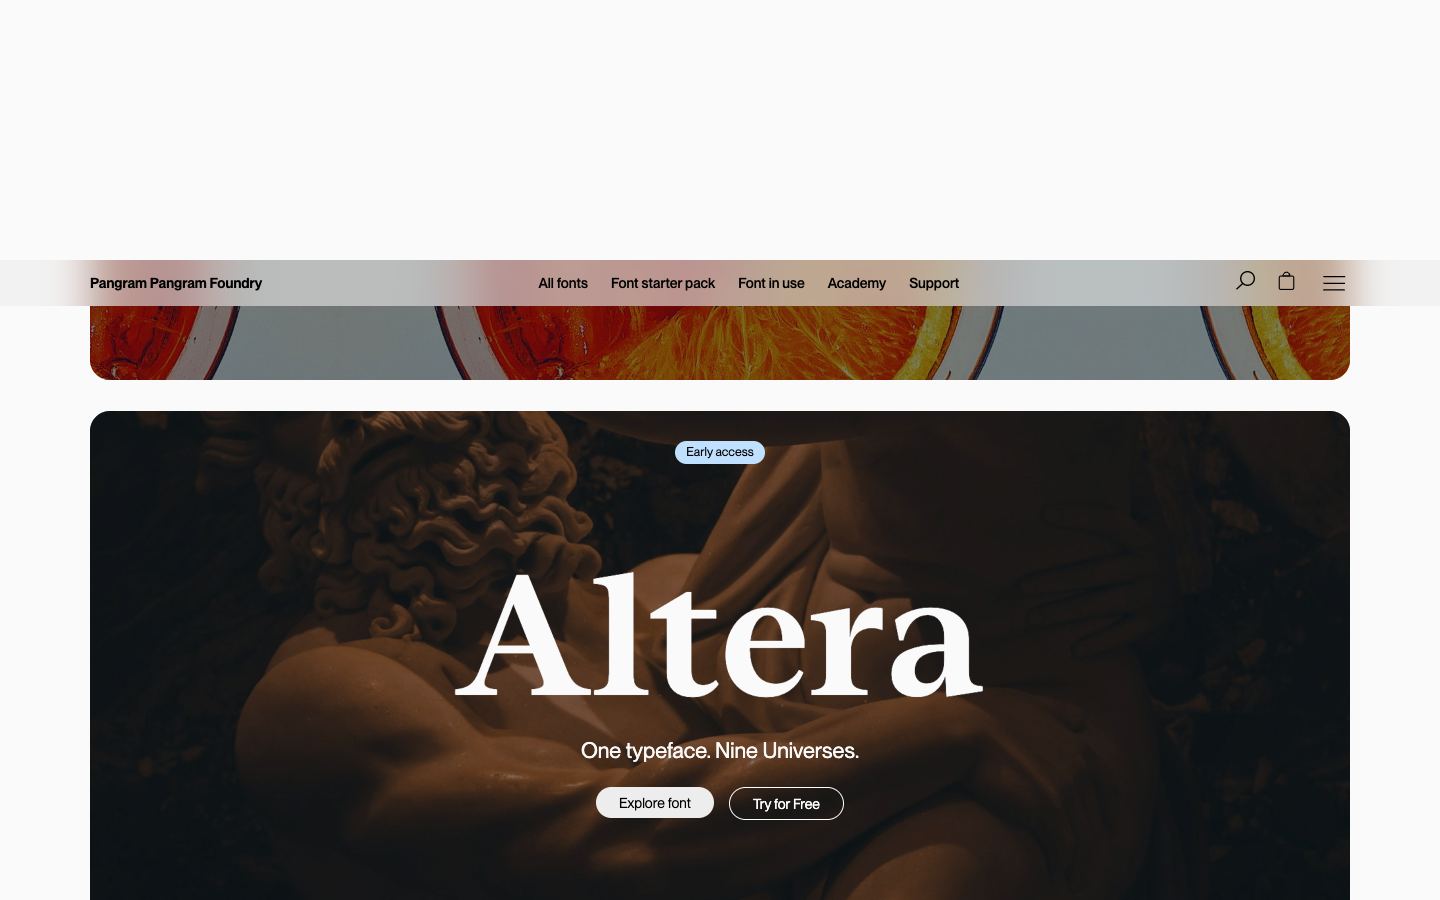 Pangram Pangram Foundry
All fonts
Font starter pack
Font in use
Academy
Support
Early access
Altera
One typeface. Nine Universes.
Explore font
Try for Free